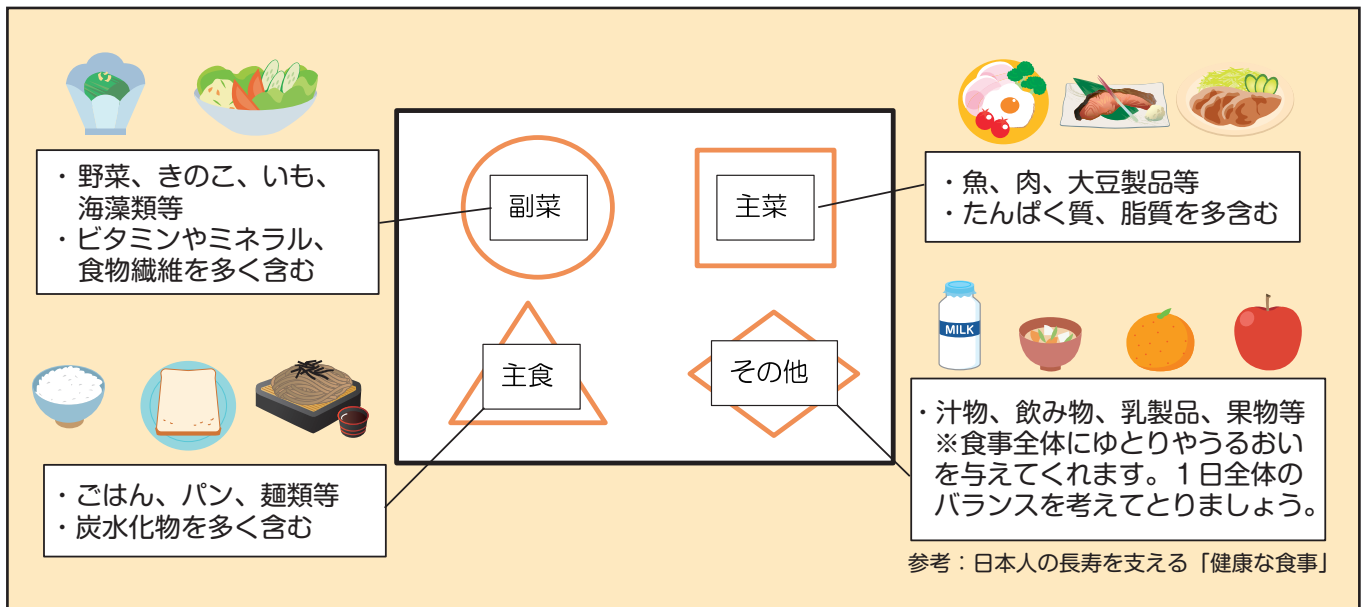 ・野菜、きのこ、いも、
海藻類等
・ビタミンやミネラル、
食物繊維を多く含む
副菜
主菜
・魚、肉、大豆製品等
・たんぱく質、脂質を多含む
主食
その他
MILK
・ごはん、パン、麺類等
・炭水化物を多く含む
・汁物、飲み物、乳製品、果物等
※食事全体にゆとりやうるおい
を与えてくれます。１日全体の
バランスを考えてとりましょう。
参考：日本人の長寿を支える「健康な食事」